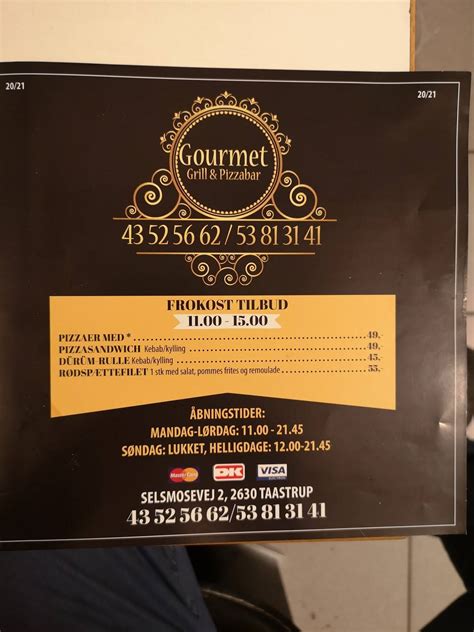 20/21
20/21
Gourmet
Grill & Pizzabar
43 52 56 62 / 53 81 31 41
FROKOST TILBUD
11.00 - 15.00
PIZZAER MED * 49,-
PIZZASANDWICH Kebab/kylling 49,-
DÜRÜM-RULLE Kebab/kylling 45,-
RØDSPÆTTEFILET 1 stk med salat, pommes frites og remoulade 55,-
ÅBNINGSTIDER:
MANDAG-LØRDAG: 11.00 - 21.45
SØNDAG: LUKKET, HELLIGDAGE: 12.00-21.45
MasterCard DK VISA
SELSMOSEVEJ 2, 2630 TAASTRUP
43 52 56 62/53 81 31 41